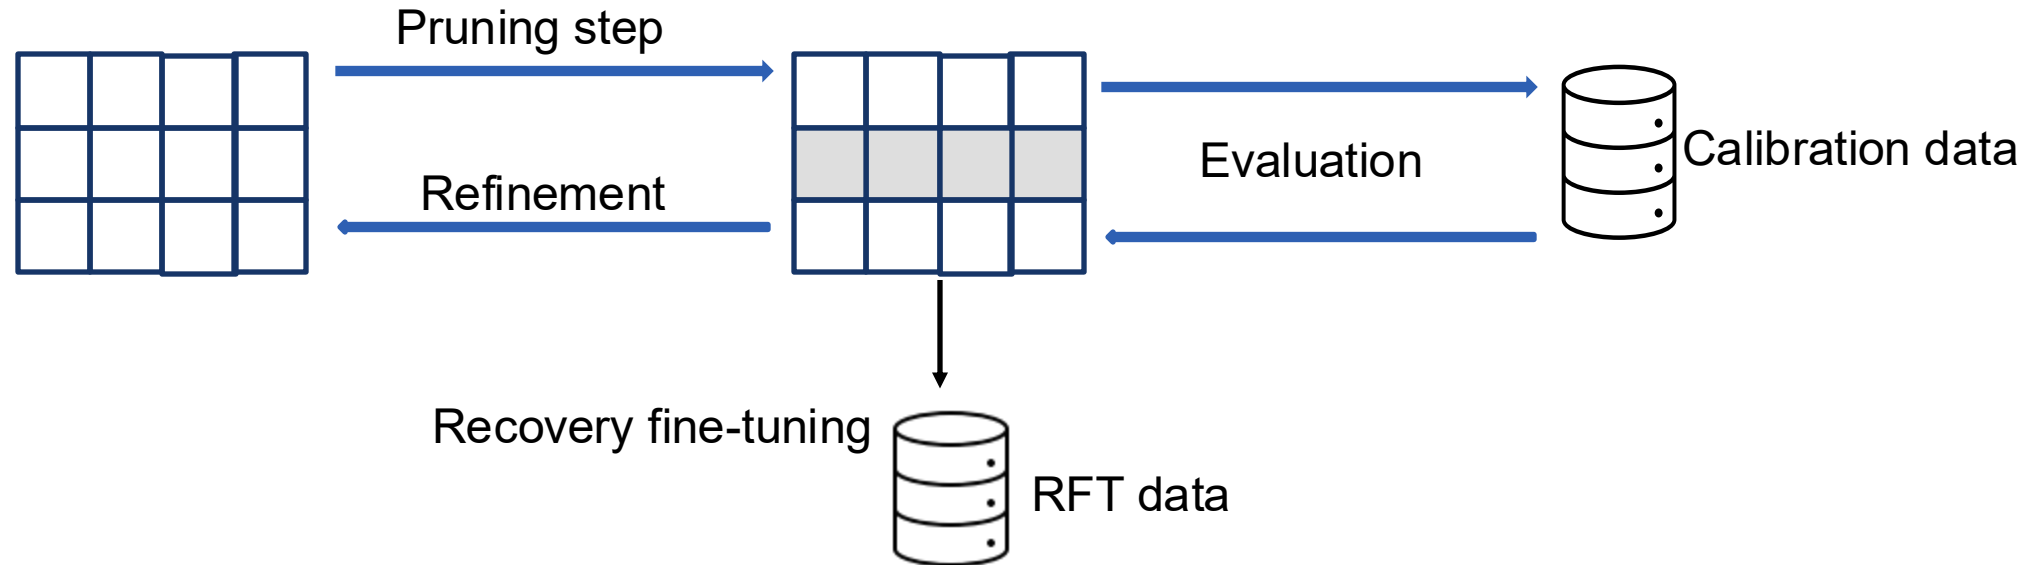 Pruning step
Refinement
Evaluation
Calibration data
Recovery fine-tuning
RFT data